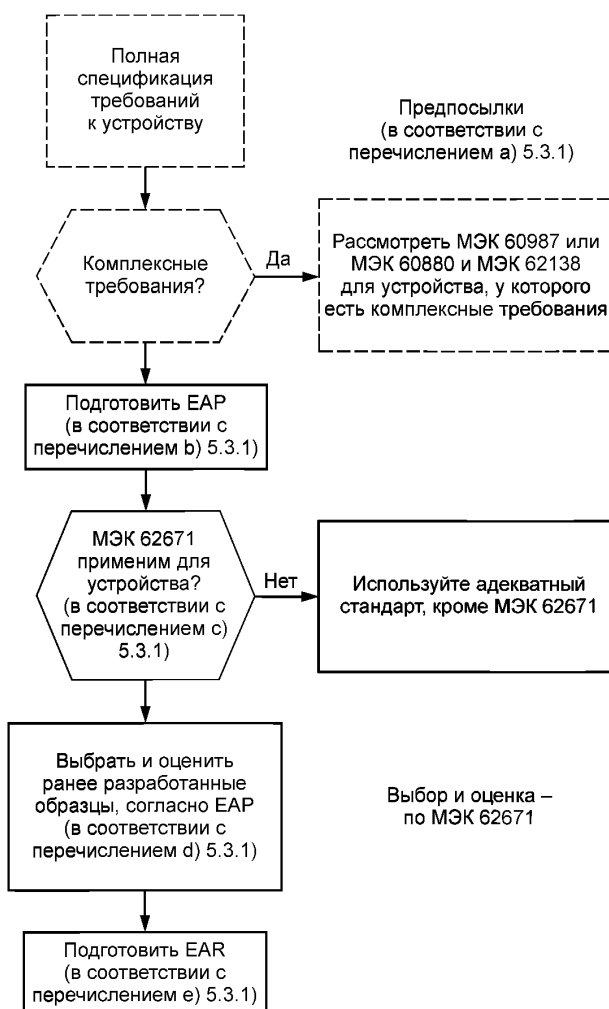 Полная
спецификация
требований
к устройству
Предпосылки
(в соответствии с
перечислением a) 5.3.1)
Комплексные
требования?
Да
Рассмотреть МЭК 60987 или
МЭК 60880 и МЭК 62138
для устройства, у которого
есть комплексные требования
Подготовить EAP
(в соответствии с
перечислением b) 5.3.1)
МЭК 62671
применим для
устройства?
(в соответствии с
перечислением c)
5.3.1)
Нет
Используйте адекватный
стандарт, кроме МЭК 62671
Выбрать и оценить
ранее разработанные
образцы, согласно EAP
(в соответствии с
перечислением d) 5.3.1)
Выбор и оценка –
по МЭК 62671
Подготовить EAR
(в соответствии с
перечислением e) 5.3.1)